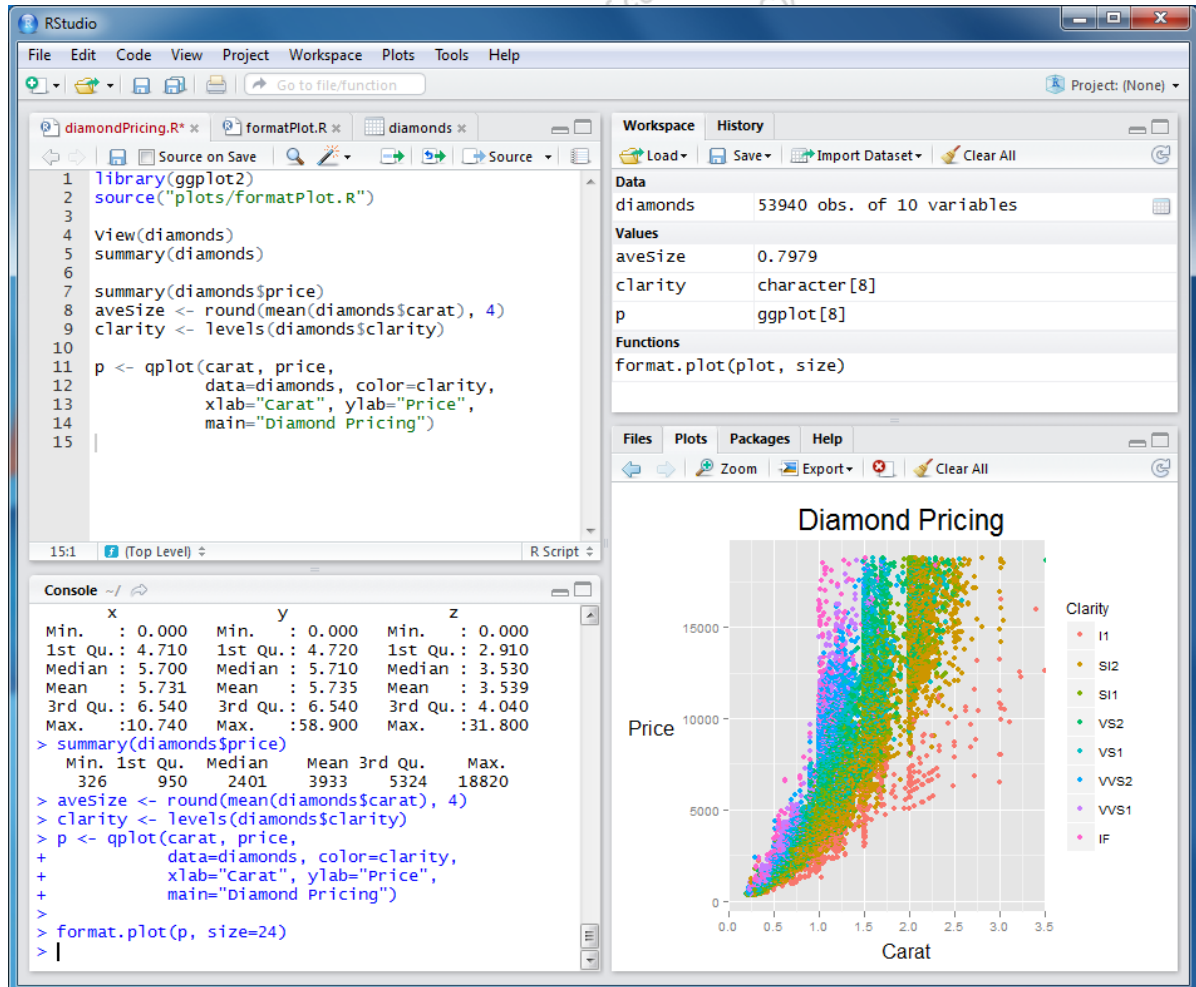 RStudio
File Edit Code View Project Workspace Plots Tools Help
Go to file/function
Project: (None)
diamondPricing.R*
formatPlot.R
diamonds
Source on Save
Source
1 library(ggplot2)
2 source("plots/formatPlot.R")
3
4 View(diamonds)
5 summary(diamonds)
6
7 summary(diamonds$price)
8 aveSize <- round(mean(diamonds$carat), 4)
9 clarity <- levels(diamonds$clarity)
10
11 p <- qplot(carat, price,
12            data=diamonds, color=clarity,
13            xlab="Carat", ylab="Price",
14            main="Diamond Pricing")
15
15:1 (Top Level) R Script
Console ~/
x y z
Min. : 0.000 Min. : 0.000 Min. : 0.000
1st Qu.: 4.710 1st Qu.: 4.720 1st Qu.: 2.910
Median : 5.700 Median : 5.710 Median : 3.530
Mean : 5.731 Mean : 5.735 Mean : 3.539
3rd Qu.: 6.540 3rd Qu.: 6.540 3rd Qu.: 4.040
Max. :10.740 Max. :58.900 Max. :31.800
> summary(diamonds$price)
Min. 1st Qu. Median Mean 3rd Qu. Max.
326 950 2401 3933 5324 18820
> aveSize <- round(mean(diamonds$carat), 4)
> clarity <- levels(diamonds$clarity)
> p <- qplot(carat, price,
+            data=diamonds, color=clarity,
+            xlab="Carat", ylab="Price",
+            main="Diamond Pricing")
>
> format.plot(p, size=24)
>
Workspace History
Load Save Import Dataset Clear All
Data
diamonds 53940 obs. of 10 variables
Values
aveSize 0.7979
clarity character[8]
p ggplot[8]
Functions
format.plot(plot, size)
Files Plots Packages Help
Zoom Export Clear All
Diamond Pricing
Price
15000
10000
5000
0
0.0 0.5 1.0 1.5 2.0 2.5 3.0 3.5
Carat
Clarity
I1
SI2
SI1
VS2
VS1
VVS2
VVS1
IF